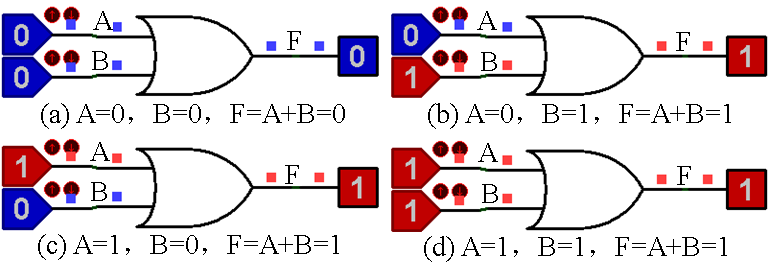 0 A
0 B F 0
(a) A=0，B=0，F=A+B=0
0 A
1 B F 1
(b) A=0，B=1，F=A+B=1
1 A
0 B F 1
(c) A=1，B=0，F=A+B=1
1 A
1 B F 1
(d) A=1，B=1，F=A+B=1